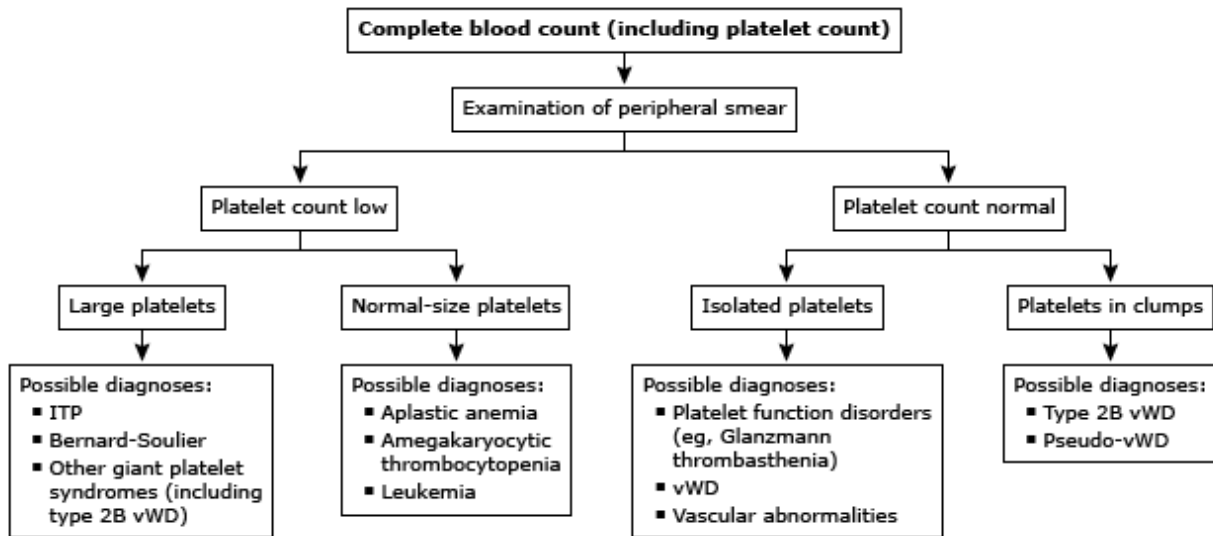 Complete blood count (including platelet count)
Examination of peripheral smear
Platelet count low
Platelet count normal
Large platelets
Normal-size platelets
Isolated platelets
Platelets in clumps
Possible diagnoses:
▪ ITP
▪ Bernard-Soulier
▪ Other giant platelet
syndromes (including
type 2B vWD)
Possible diagnoses:
▪ Aplastic anemia
▪ Amegakaryocytic
thrombocytopenia
▪ Leukemia
Possible diagnoses:
▪ Platelet function disorders
(eg, Glanzmann
thrombasthenia)
▪ vWD
▪ Vascular abnormalities
Possible diagnoses:
▪ Type 2B vWD
▪ Pseudo-vWD